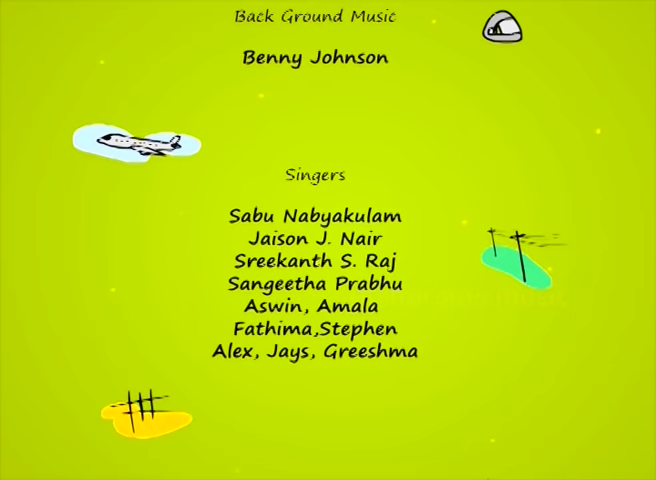 Back Ground Music
Benny Johnson
Singers
Sabu Nabyakulam
Jaison J. Nair
Sreekanth S. Raj
Sangeetha Prabhu
Aswin, Amala
Fathima,Stephen
Alex, Jays, Greeshma